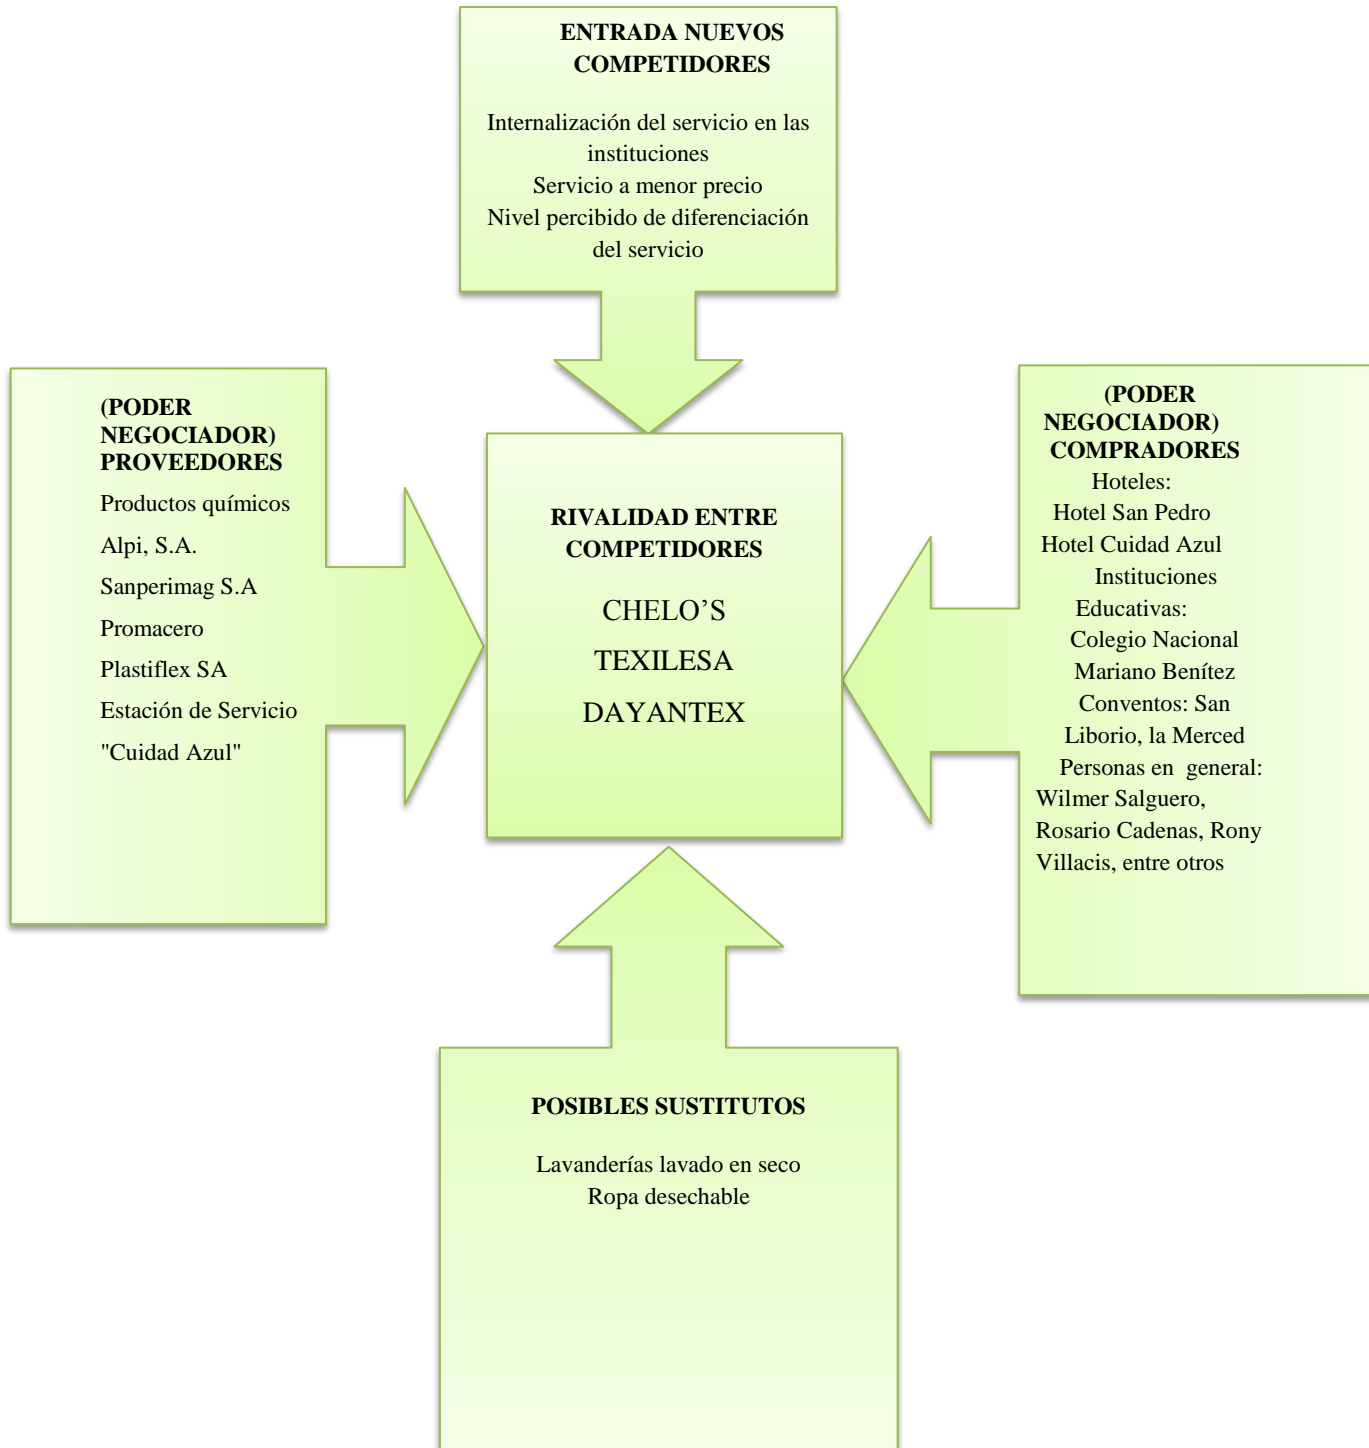 ENTRADA NUEVOS
COMPETIDORES
Internalización del servicio en las
instituciones
Servicio a menor precio
Nivel percibido de diferenciación
del servicio
(PODER
NEGOCIADOR)
PROVEEDORES
Productos químicos
Alpi, S.A.
Sanperimag S.A
Promacero
Plastiflex SA
Estación de Servicio
"Cuidad Azul"
RIVALIDAD ENTRE
COMPETIDORES
CHELO’S
TEXILESA
DAYANTEX
(PODER
NEGOCIADOR)
COMPRADORES
Hoteles:
Hotel San Pedro
Hotel Cuidad Azul
Instituciones
Educativas:
Colegio Nacional
Mariano Benítez
Conventos: San
Liborio, la Merced
Personas en general:
Wilmer Salguero,
Rosario Cadenas, Rony
Villacis, entre otros
POSIBLES SUSTITUTOS
Lavanderías lavado en seco
Ropa desechable